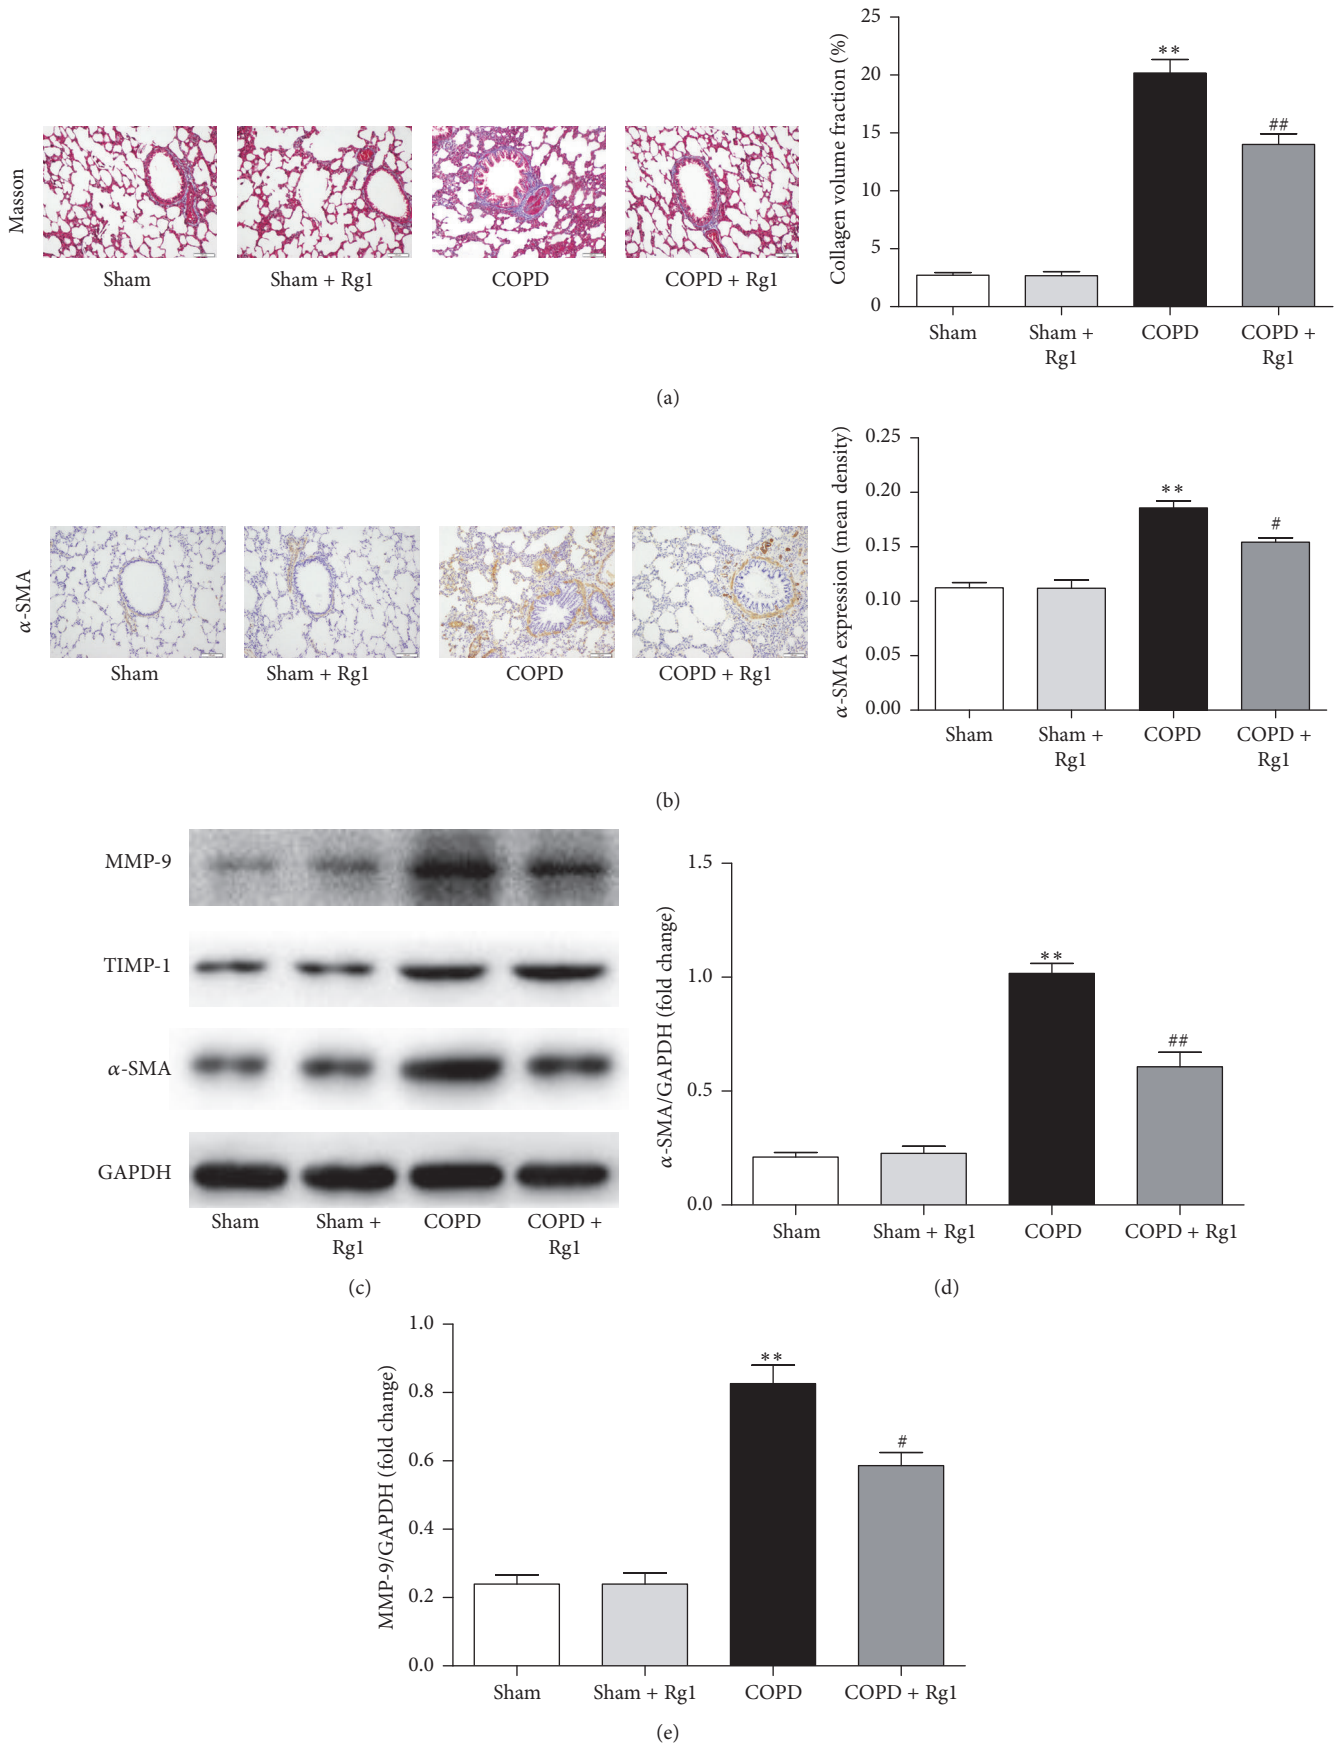 Masson
Sham
Sham + Rg1
COPD
COPD + Rg1
Collagen volume fraction (%)
25
20
15
10
5
0
**
##
Sham
Sham +
Rg1
COPD
COPD +
Rg1
(a)
α-SMA
Sham
Sham + Rg1
COPD
COPD + Rg1
α-SMA expression (mean density)
0.25
0.20
0.15
0.10
0.05
0.00
**
#
Sham
Sham +
Rg1
COPD
COPD +
Rg1
(b)
MMP-9
TIMP-1
α-SMA
GAPDH
Sham
Sham +
Rg1
COPD
COPD +
Rg1
(c)
α-SMA/GAPDH (fold change)
1.5
1.0
0.5
0.0
**
##
Sham
Sham + Rg1
COPD
COPD + Rg1
(d)
MMP-9/GAPDH (fold change)
1.0
0.8
0.6
0.4
0.2
0.0
**
#
Sham
Sham + Rg1
COPD
COPD + Rg1
(e)